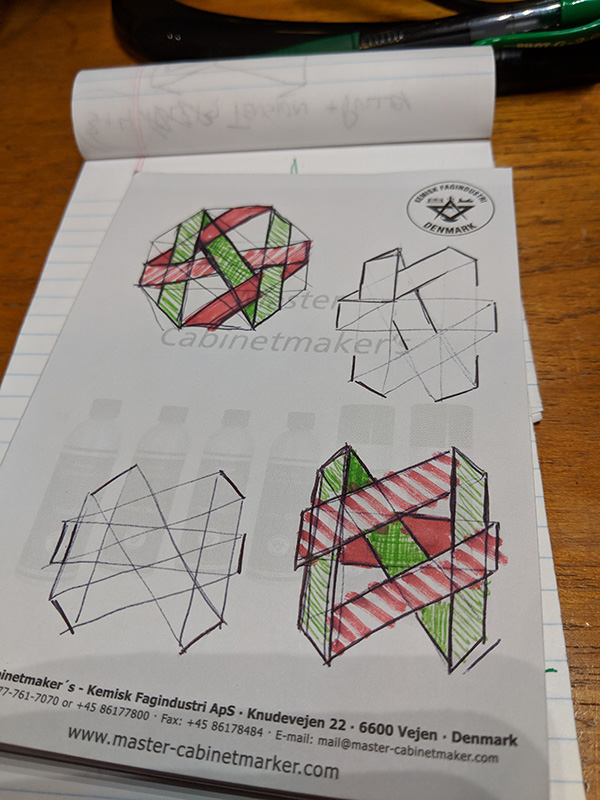 KEMISK FAGINDUSTRI
DENMARK
Master
Cabinetmaker's
binetmaker´s - Kemisk Fagindustri ApS · Knudevejen 22 · 6600 Vejen · Denmark
77-761-7070 or +45 86177800 · Fax: +45 86178484 · E-mail: mail@master-cabinetmaker.com
www.master-cabinetmarker.com